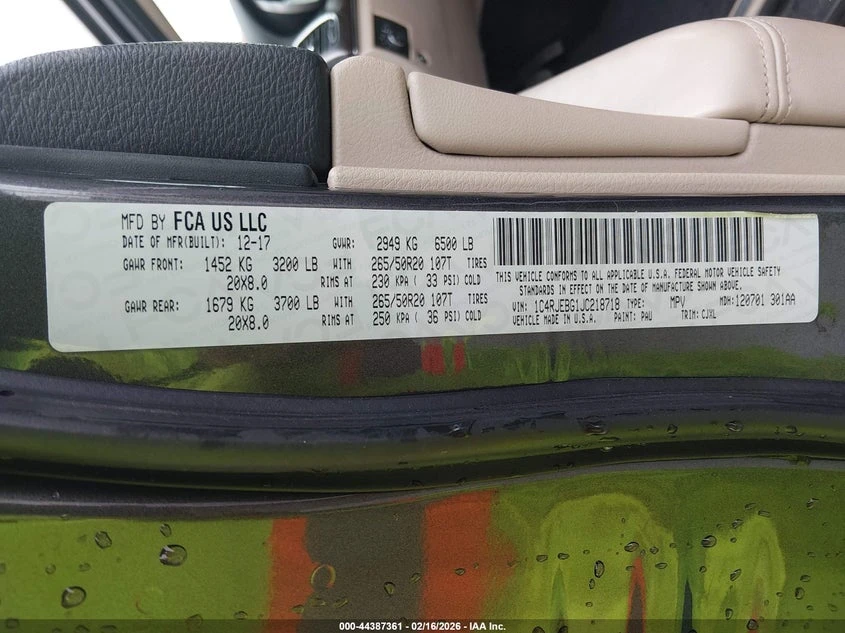 MFD BY FCA US LLC
DATE OF MFR(BUILT): 12-17 GVWR: 2949 KG 6500 LB
GAWR FRONT: 1452 KG 3200 LB WITH 265/50R20 107T TIRES
20X8.0 RIMS AT 230 KPA ( 33 PSI) COLD
GAWR REAR: 1679 KG 3700 LB WITH 265/50R20 107T TIRES
20X8.0 RIMS AT 250 KPA ( 36 PSI) COLD
THIS VEHICLE CONFORMS TO ALL APPLICABLE U.S.A. FEDERAL MOTOR VEHICLE SAFETY
STANDARDS IN EFFECT ON THE DATE OF MANUFACTURE SHOWN ABOVE.
VIN: 1C4RJEBG1JC218718 TYPE: MPV MDH:120701 301AA
VEHICLE MADE IN U.S.A. PAINT: PAU TRIM: CJXL
000-44387361 - 02/16/2026 - IAA Inc.